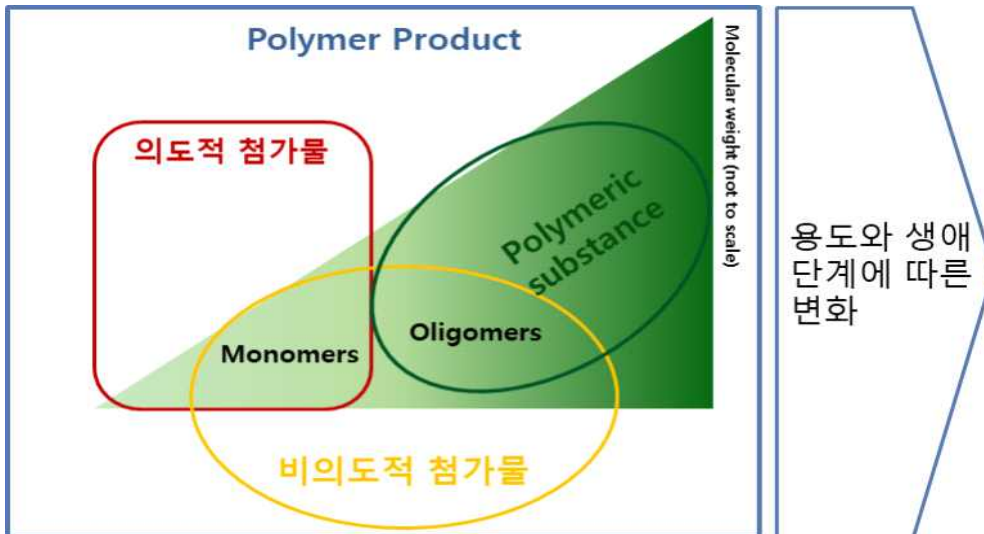 Polymer Product
의도적 첨가물
Molecular weight (not to scale)
Polymeric
substance
Monomers
Oligomers
비의도적 첨가물
용도와 생애
단계에 따른
변화